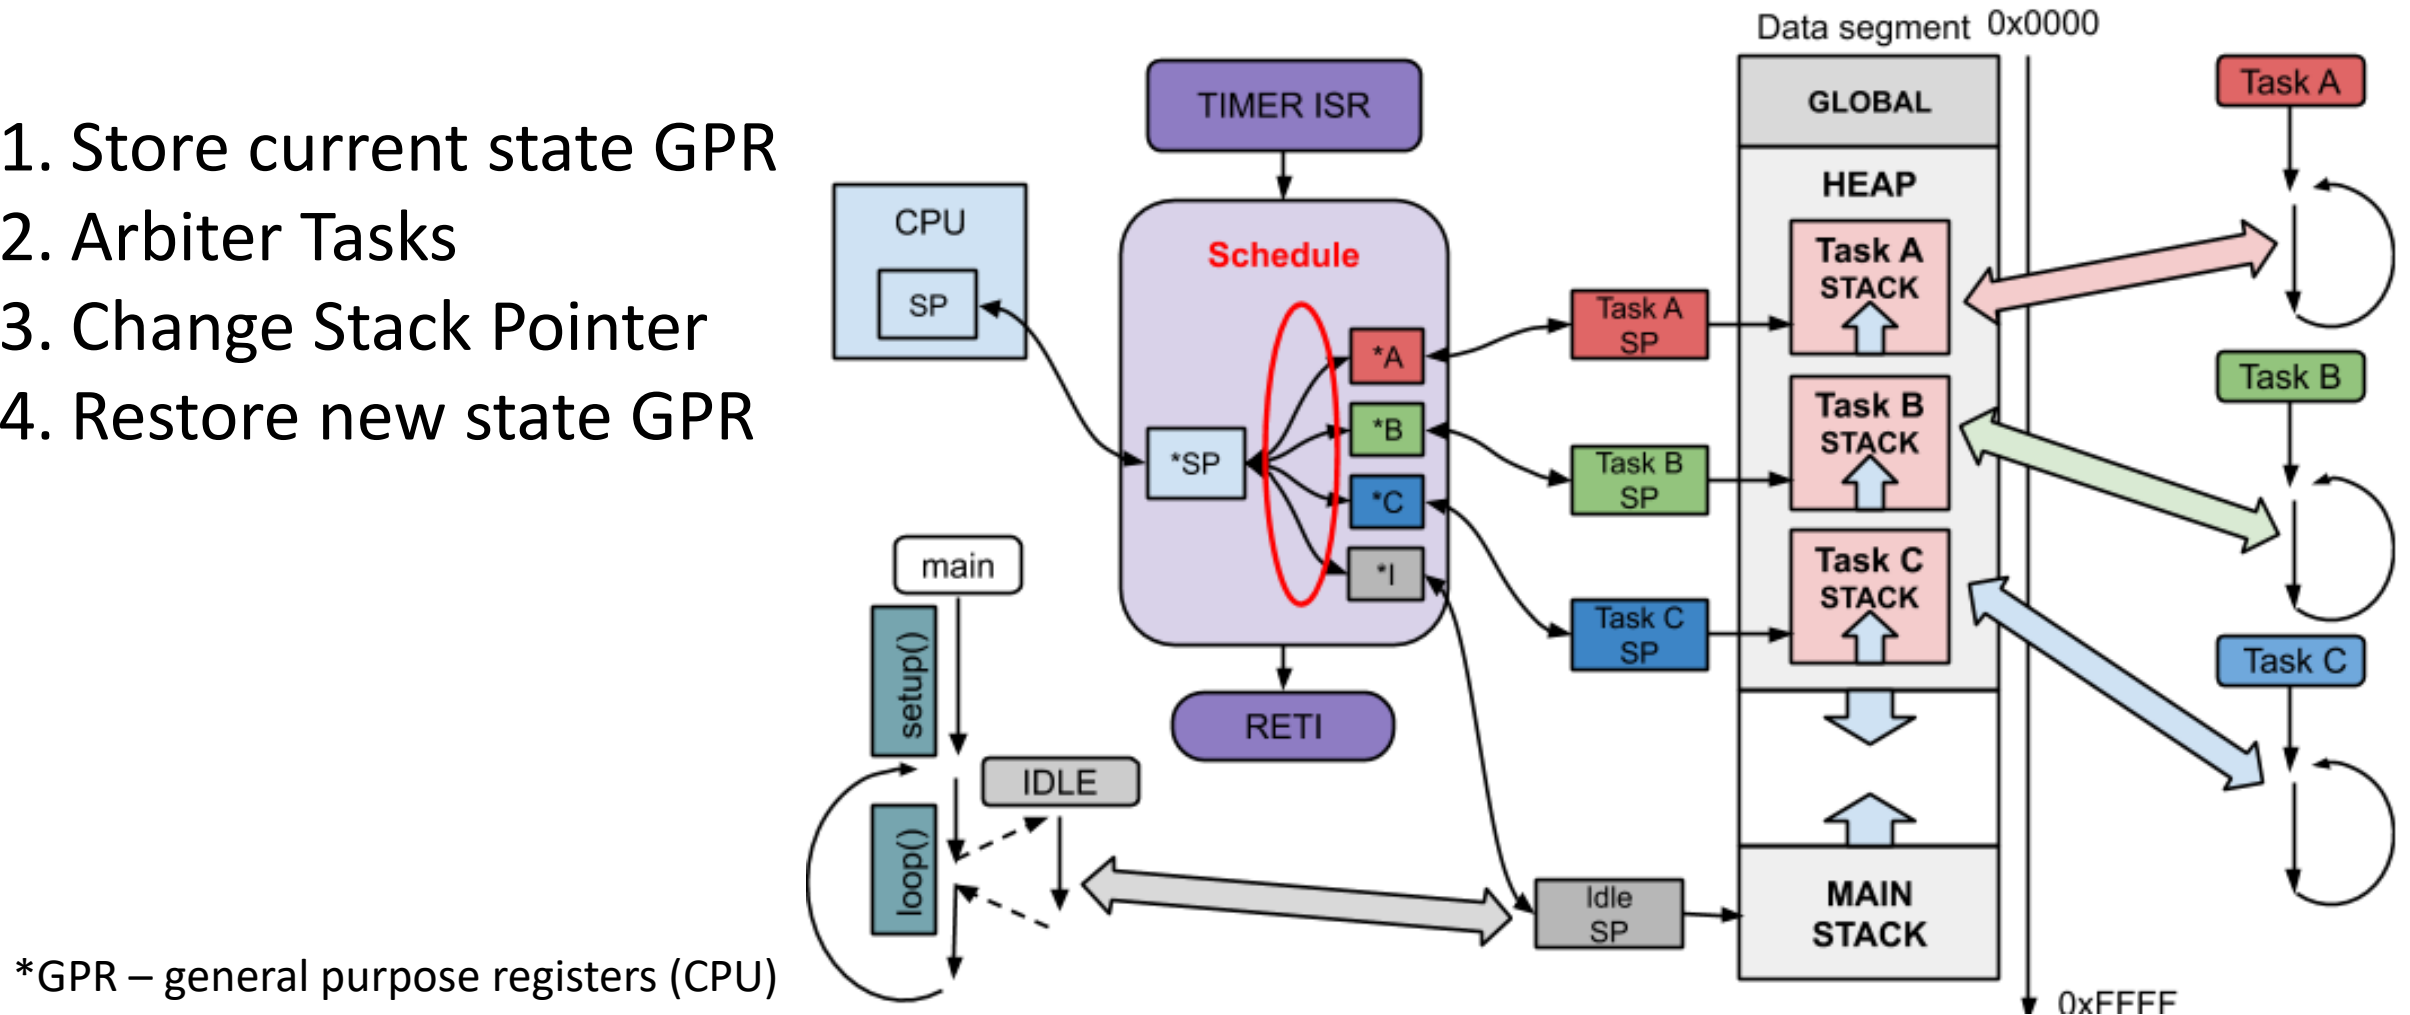 1. Store current state GPR
2. Arbiter Tasks
3. Change Stack Pointer
4. Restore new state GPR
*GPR – general purpose registers (CPU)
CPU
SP
main
setup()
loop()
IDLE
TIMER ISR
Schedule
*SP
*A
*B
*C
*I
RETI
Task A
SP
Task B
SP
Task C
SP
Idle
SP
Data segment 0x0000
GLOBAL
HEAP
Task A
STACK
Task B
STACK
Task C
STACK
MAIN
STACK
0xFFFF
Task A
Task B
Task C